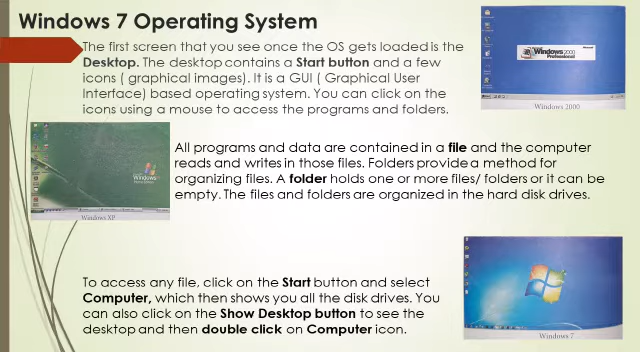 Windows 7 Operating System
The first screen that you see once the OS gets loaded is the
Desktop. The desktop contains a Start button and a few
icons ( graphical images). It is a GUI ( Graphical User
Interface) based operating system. You can click on the
icons using a mouse to access the programs and folders.
Windows 2000
Professional
Windows 2000
All programs and data are contained in a file and the computer
reads and writes in those files. Folders provide a method for
organizing files. A folder holds one or more files/ folders or it can be
empty. The files and folders are organized in the hard disk drives.
Windows
Windows XP
To access any file, click on the Start button and select
Computer, which then shows you all the disk drives. You
can also click on the Show Desktop button to see the
desktop and then double click on Computer icon.
Windows 7